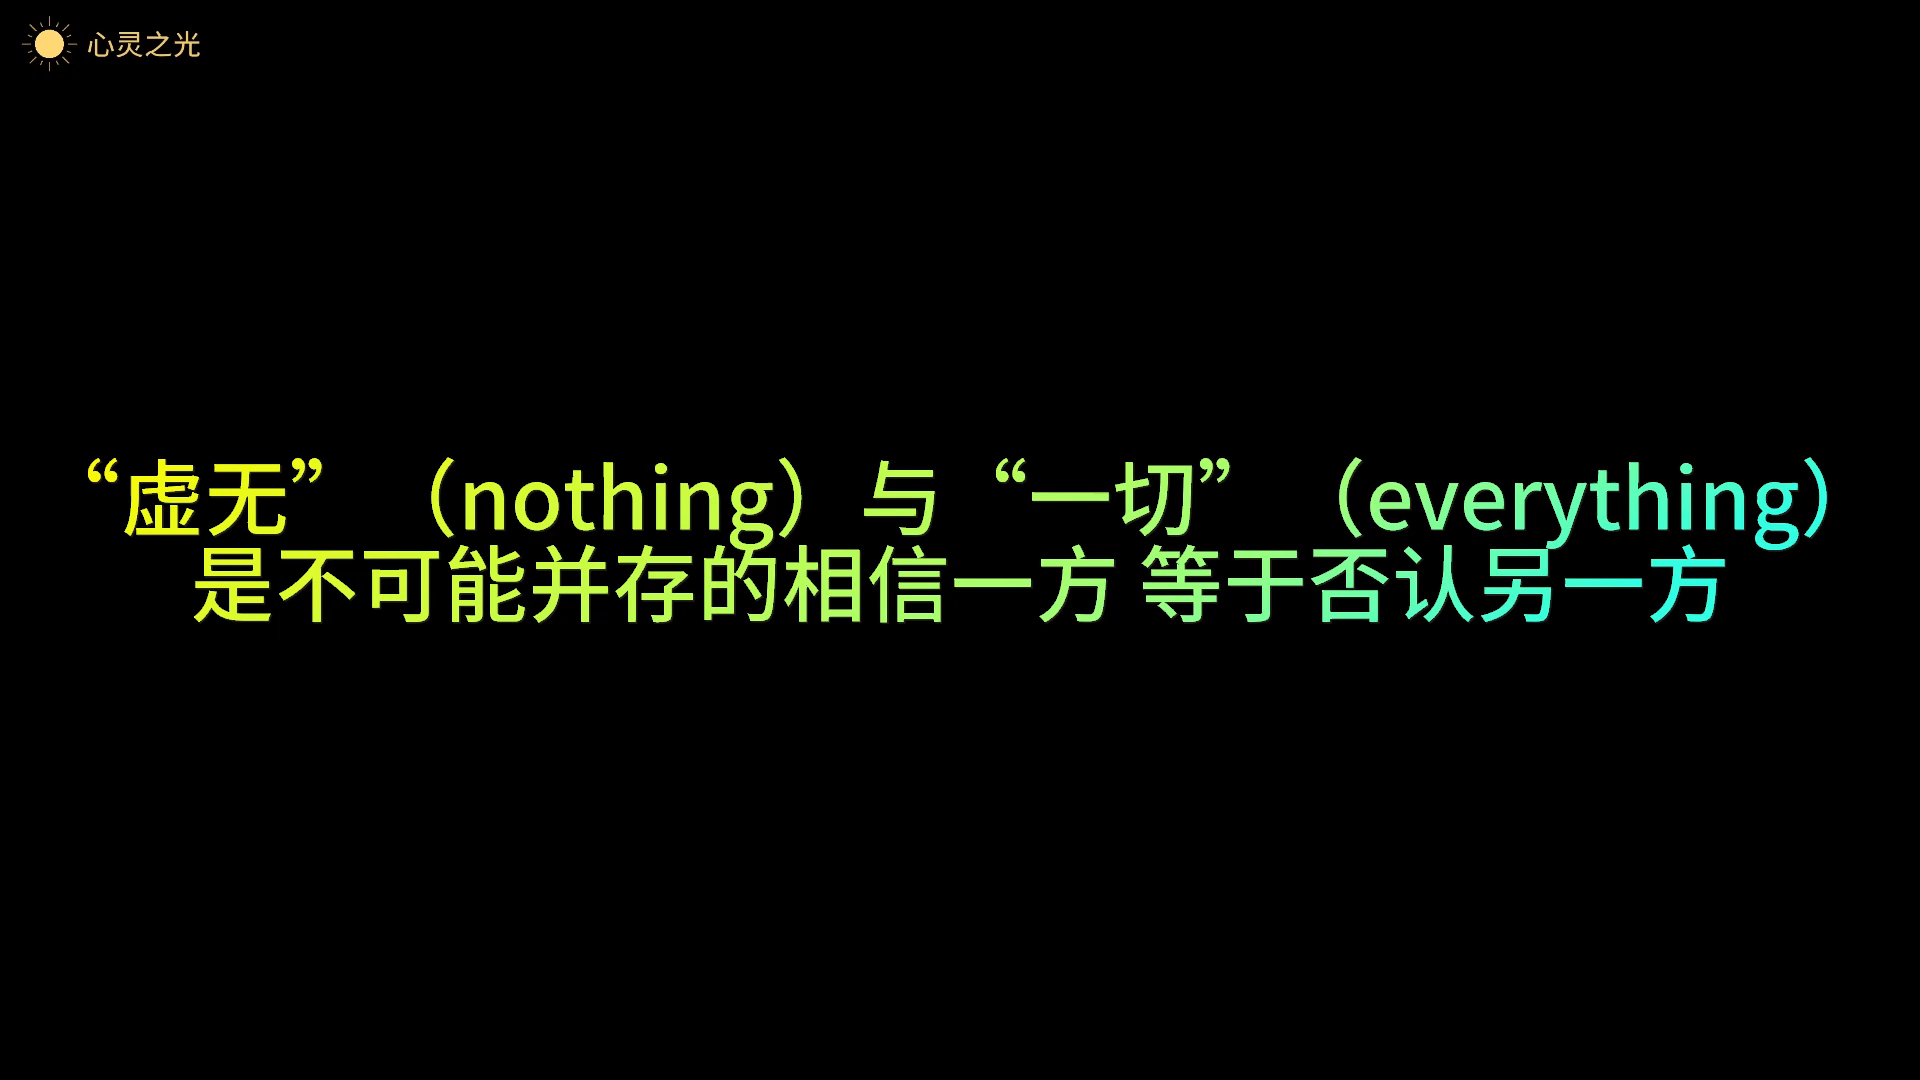 心灵之光
“虚无”（nothing）与“一切”（everything）
是不可能并存的相信一方 等于否认另一方